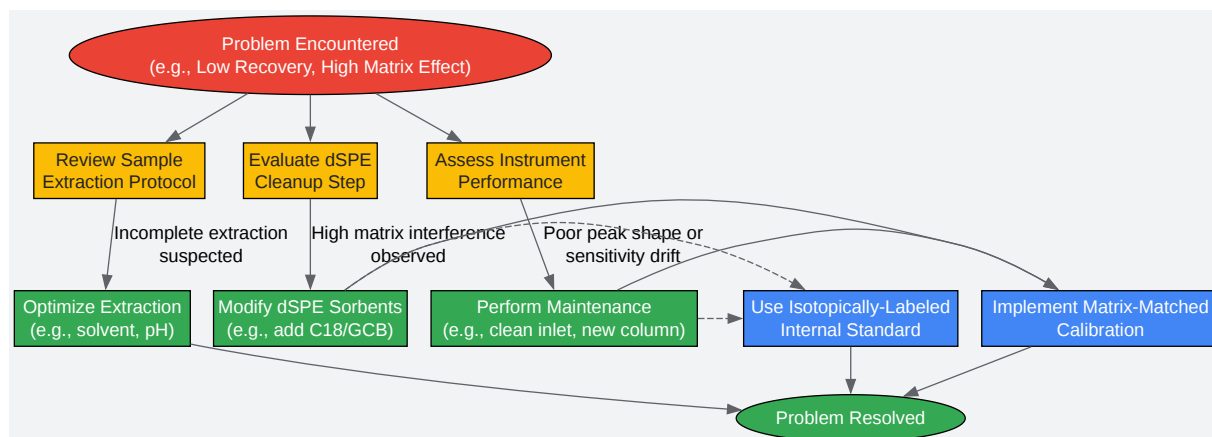 Problem Encountered
(e.g., Low Recovery, High Matrix Effect)
Review Sample
Extraction Protocol
Evaluate dSPE
Cleanup Step
Assess Instrument
Performance
Incomplete extraction
suspected
High matrix interference
observed
Poor peak shape or
sensitivity drift
Optimize Extraction
(e.g., solvent, pH)
Modify dSPE Sorbents
(e.g., add C18/GCB)
Perform Maintenance
(e.g., clean inlet, new column)
Use Isotopically-Labeled
Internal Standard
Implement Matrix-Matched
Calibration
Problem Resolved